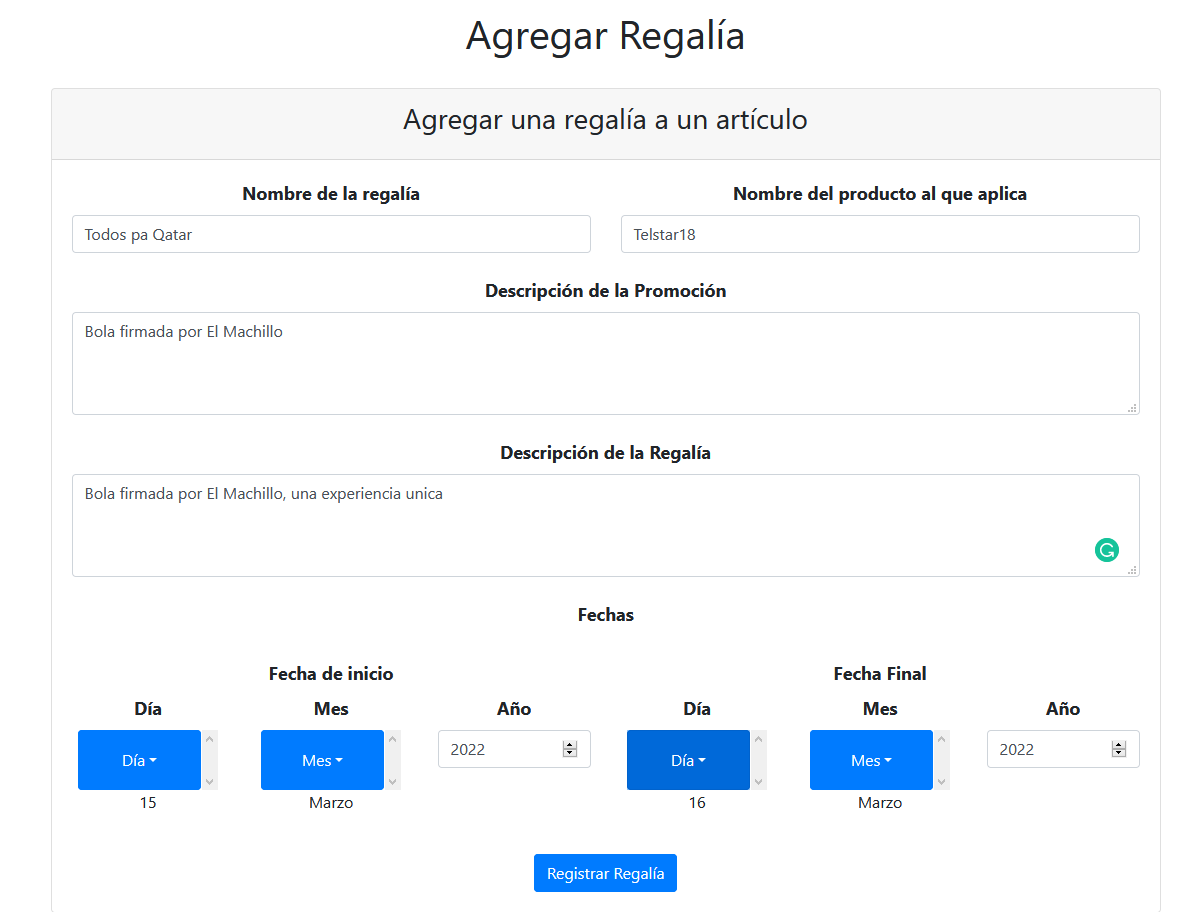 Agregar Regalía
Agregar una regalía a un artículo
Nombre de la regalía
Nombre del producto al que aplica
Todos pa Qatar
Telstar18
Descripción de la Promoción
Bola firmada por El Machillo
Descripción de la Regalía
Bola firmada por El Machillo, una experiencia unica
Fechas
Fecha de inicio
Fecha Final
Día Mes Año Día Mes Año
Día Mes 2022 Día Mes 2022
15 Marzo 16 Marzo
Registrar Regalía